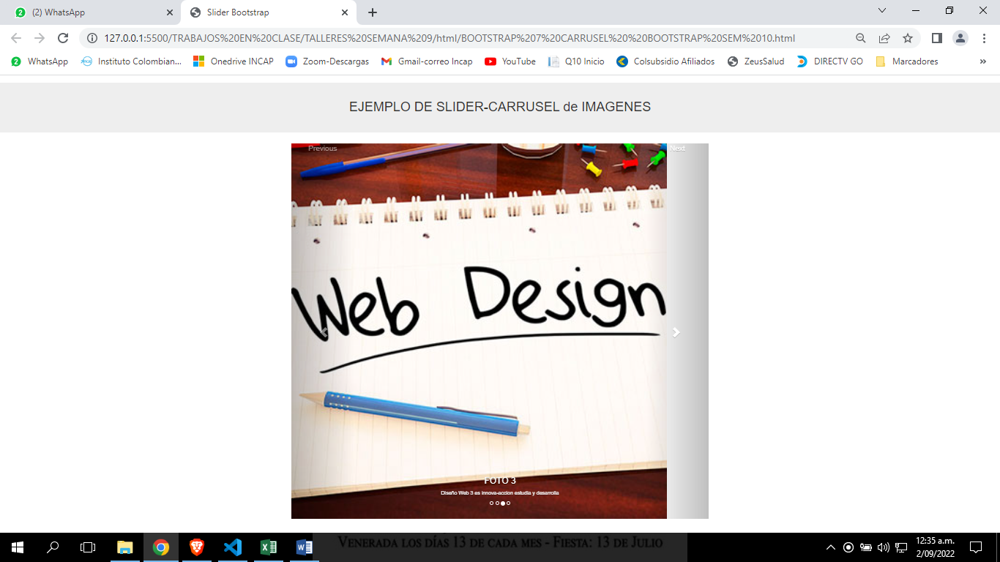 (2) WhatsApp
Slider Bootstrap
127.0.0.1:5500/TRABAJOS%20EN%20CLASE/TALLERES%20SEMANA%209/html/BOOTSTRAP%207%20CARRUSEL%20%20BOOTSTRAP%20SEM%2010.html
WhatsApp
Instituto Colombian...
Onedrive INCAP
Zoom-Descargas
Gmail-correo Incap
YouTube
Q10 Inicio
Colsubsidio Afiliados
ZeusSalud
DIRECTV GO
Marcadores
EJEMPLO DE SLIDER-CARRUSEL de IMAGENES
Previous
Next
Web Design
FOTO 3
Diseño Web 3 es innova-accion estudia y desarrolla
VENERADA LOS DÍAS 13 DE CADA MES - FIESTA: 13 DE JULIO
12:35 a.m.
2/09/2022